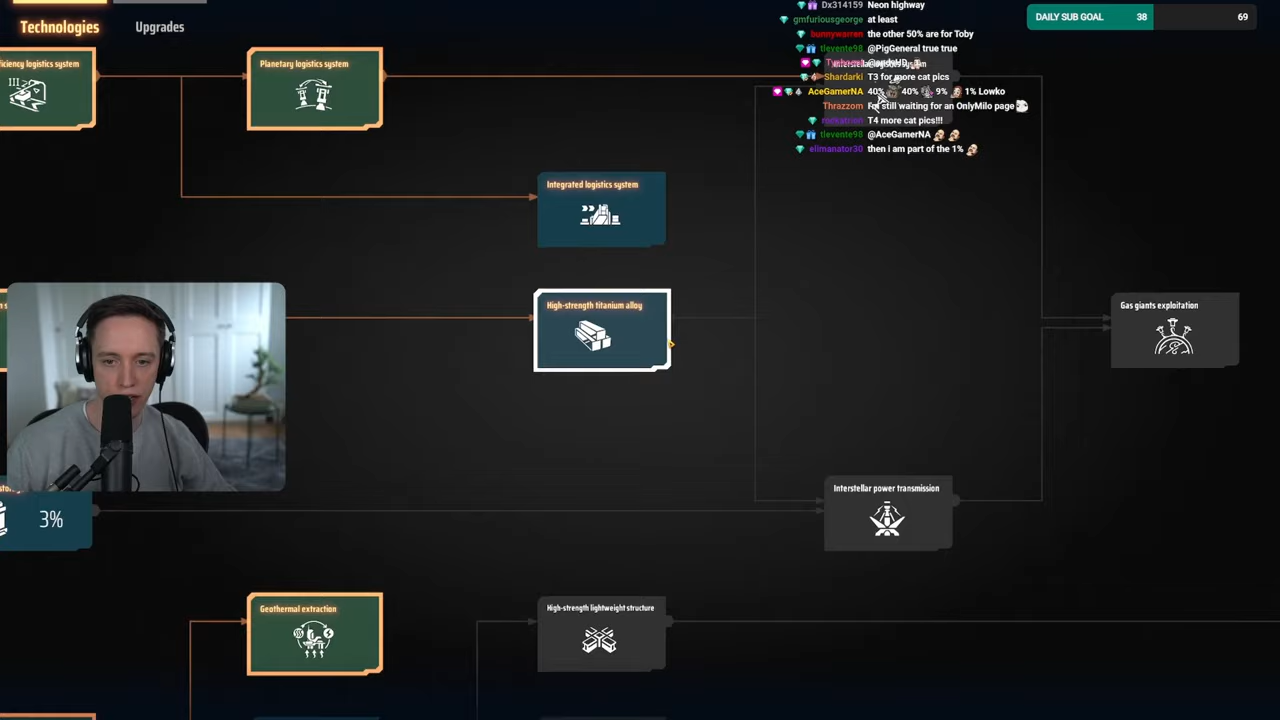 Technologies
Upgrades
DAILY SUB GOAL 38 69
Dx314159 Neon highway
gmfuriousgeorge at least
bunnywarren the other 50% are for Toby
tlevente98 @PigGeneral true true
Shardarki T3 for more cat pics
AceGamerNA 40% 40% 9% 1% Lowko
Thrazzom I'm still waiting for an OnlyMilo page
rockatrion T4 more cat pics!!!
tlevente98 @AceGamerNA
elimanator30 then i am part of the 1%
iciency logistics system
Planetary logistics system
Integrated logistics system
High-strength titanium alloy
Gas giants exploitation
3%
Interstellar power transmission
Geothermal extraction
High-strength lightweight structure